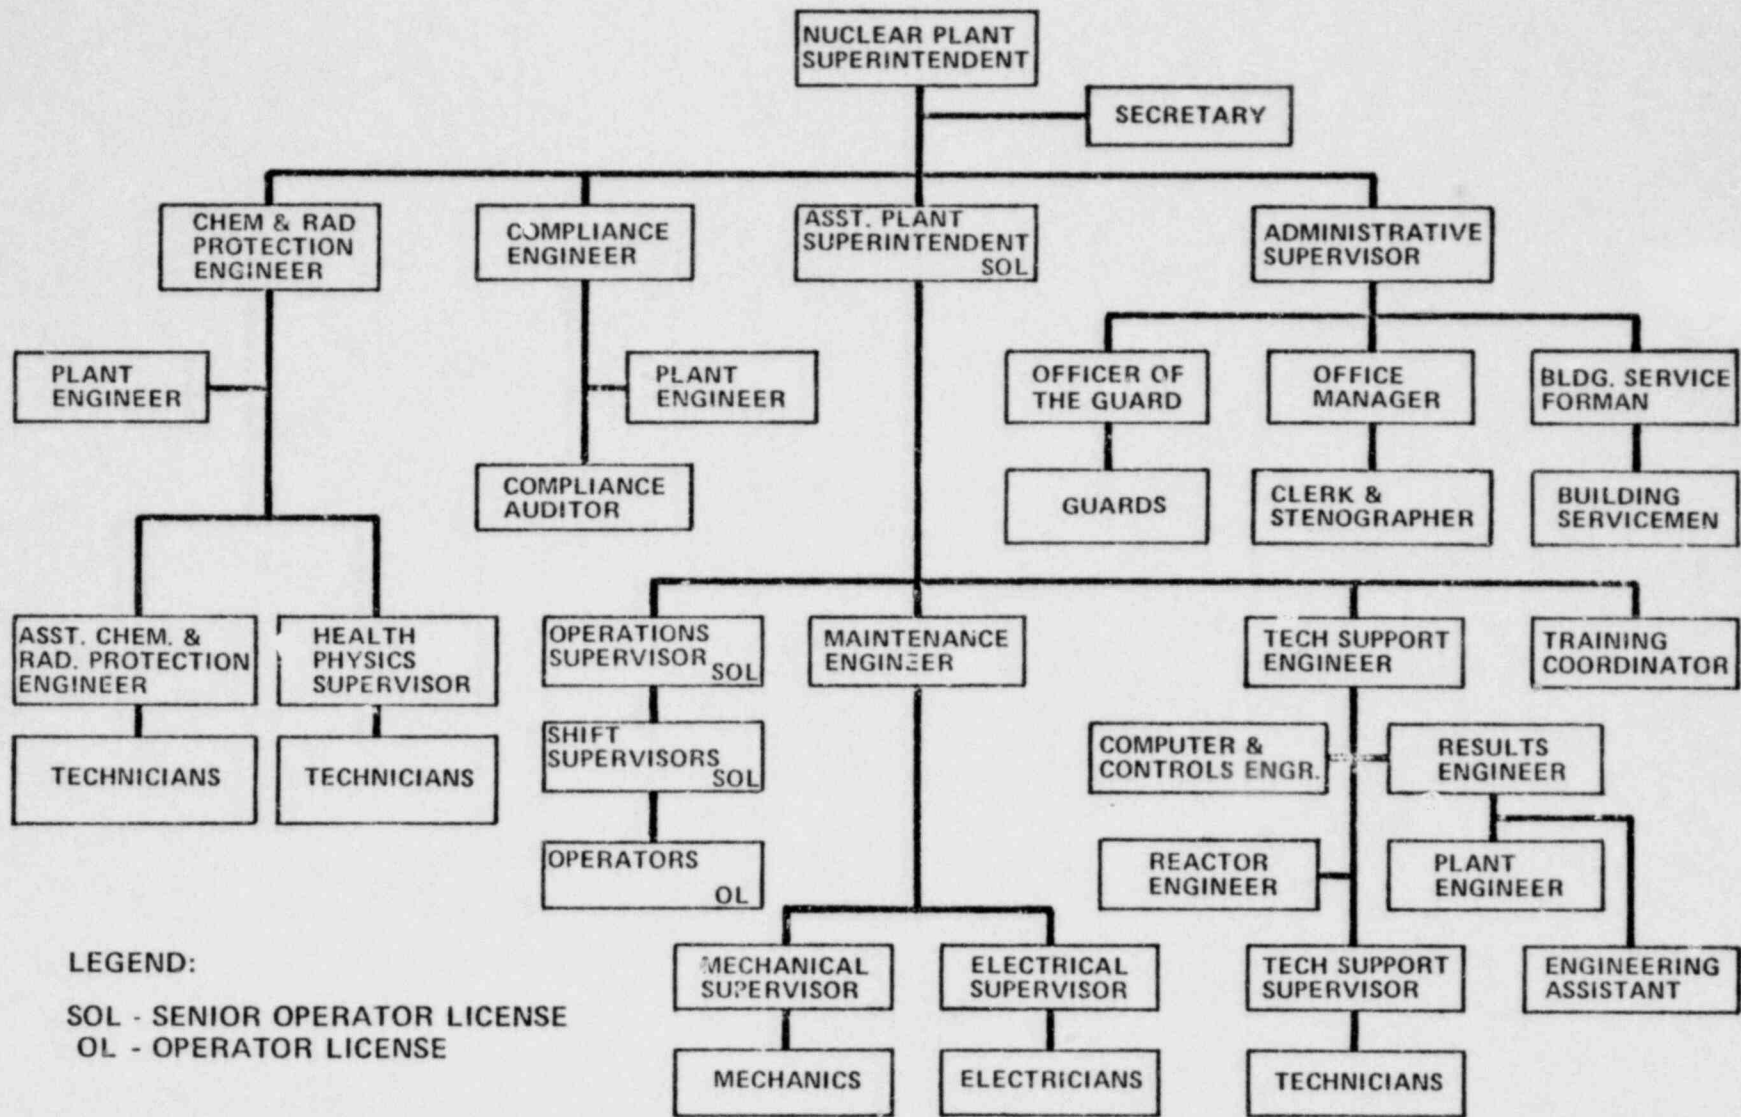 NUCLEAR PLANT
SUPERINTENDENT
SECRETARY
CHEM & RAD
PROTECTION
ENGINEER
COMPLIANCE
ENGINEER
ASST. PLANT
SUPERINTENDENT
SOL
ADMINISTRATIVE
SUPERVISOR
PLANT
ENGINEER
PLANT
ENGINEER
OFFICER OF
THE GUARD
OFFICE
MANAGER
BLDG. SERVICE
FORMAN
COMPLIANCE
AUDITOR
GUARDS
CLERK &
STENOGRAPHER
BUILDING
SERVICEMEN
ASST. CHEM. &
RAD. PROTECTION
ENGINEER
HEALTH
PHYSICS
SUPERVISOR
OPERATIONS
SUPERVISOR
SOL
MAINTENANCE
ENGINEER
TECH SUPPORT
ENGINEER
TRAINING
COORDINATOR
TECHNICIANS
TECHNICIANS
SHIFT
SUPERVISORS
SOL
COMPUTER &
CONTROLS ENGR.
RESULTS
ENGINEER
OPERATORS
OL
REACTOR
ENGINEER
PLANT
ENGINEER
MECHANICAL
SUPERVISOR
ELECTRICAL
SUPERVISOR
TECH SUPPORT
SUPERVISOR
ENGINEERING
ASSISTANT
MECHANICS
ELECTRICIANS
TECHNICIANS
LEGEND:
SOL - SENIOR OPERATOR LICENSE
OL - OPERATOR LICENSE